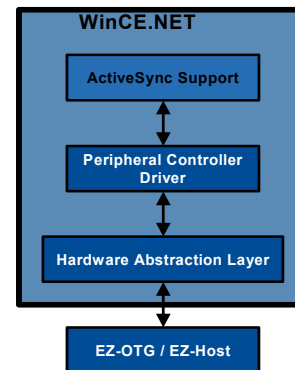 WinCE.NET
ActiveSync Support
Peripheral Controller
Driver
Hardware Abstraction Layer
EZ-OTG / EZ-Host